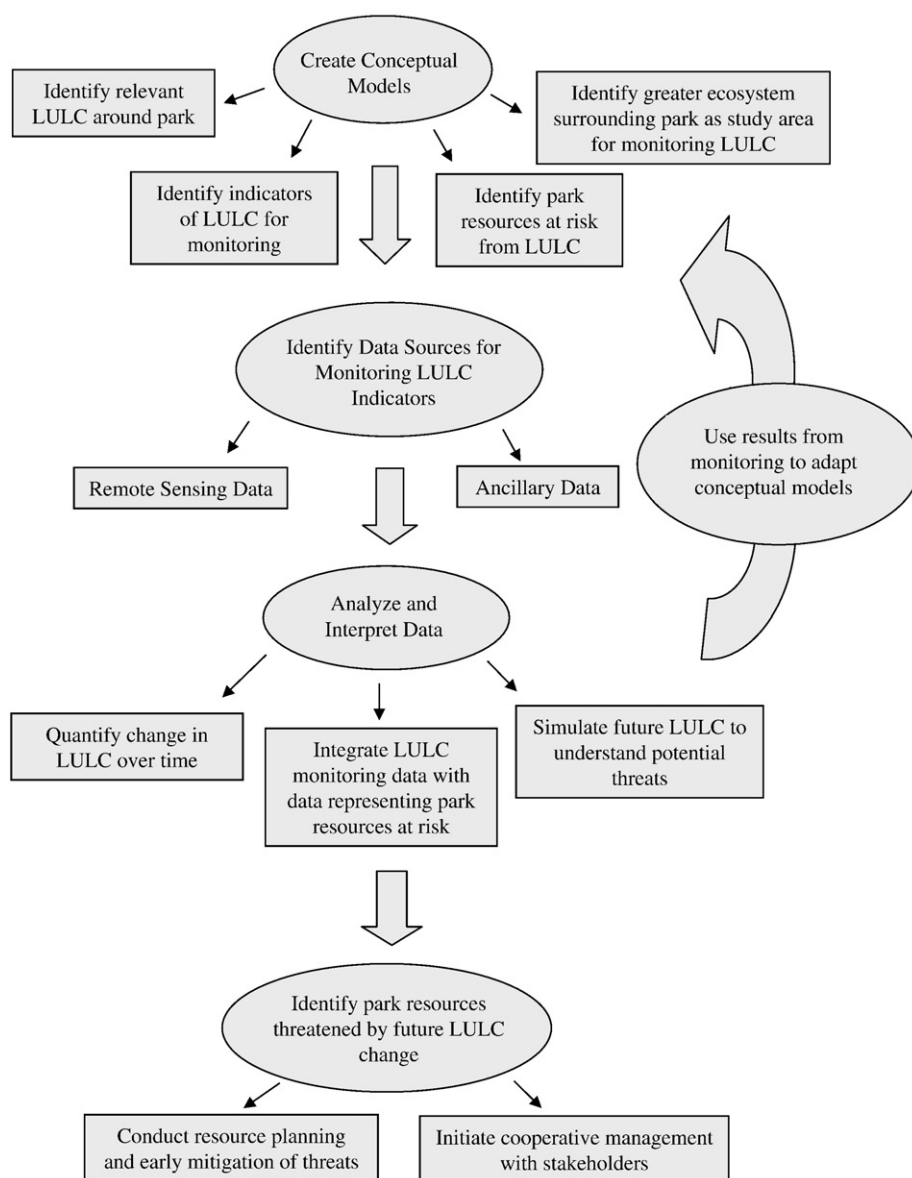 Create Conceptual
Models
Identify relevant
LULC around park
Identify greater ecosystem
surrounding park as study area
for monitoring LULC
Identify indicators
of LULC for
monitoring
Identify park
resources at risk
from LULC
Identify Data Sources for
Monitoring LULC
Indicators
Use results from
monitoring to adapt
conceptual models
Remote Sensing Data
Ancillary Data
Analyze and
Interpret Data
Quantify change in
LULC over time
Integrate LULC
monitoring data with
data representing park
resources at risk
Simulate future LULC to
understand potential
threats
Identify park resources
threatened by future LULC
change
Conduct resource planning
and early mitigation of threats
Initiate cooperative management
with stakeholders